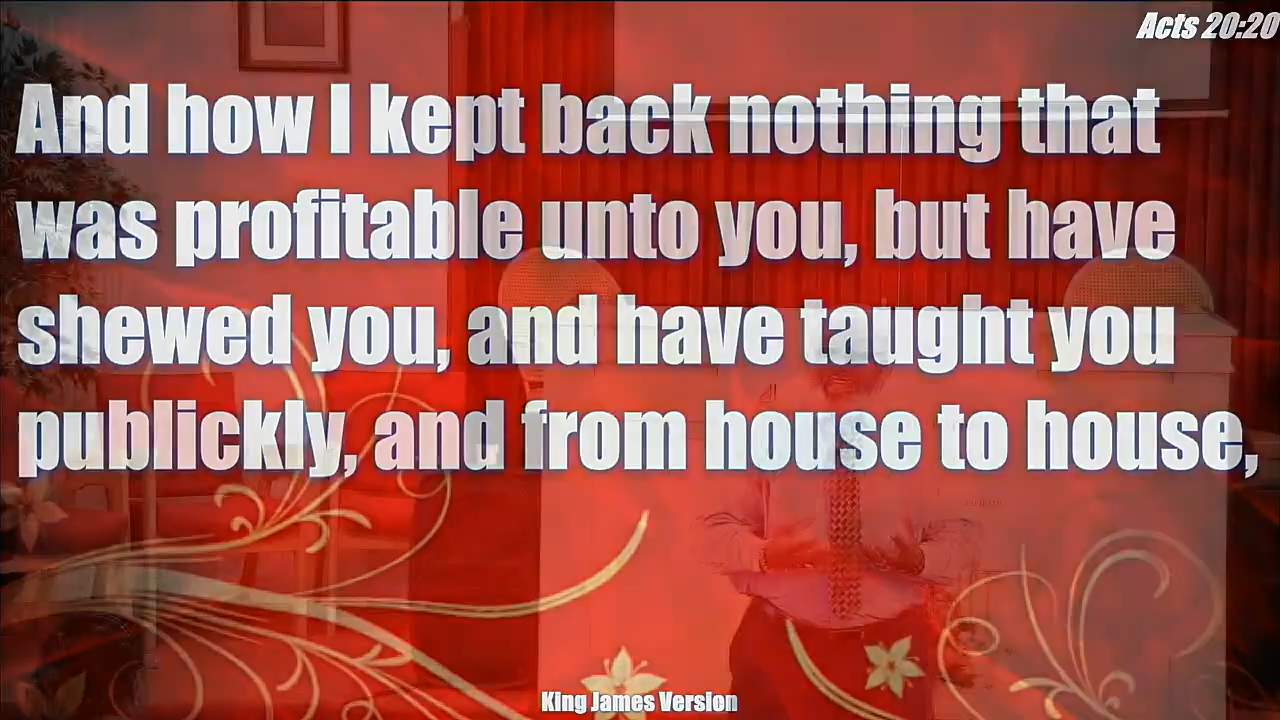 Acts 20:20
And how I kept back nothing that
was profitable unto you, but have
shewed you, and have taught you
publickly, and from house to house,
King James Version